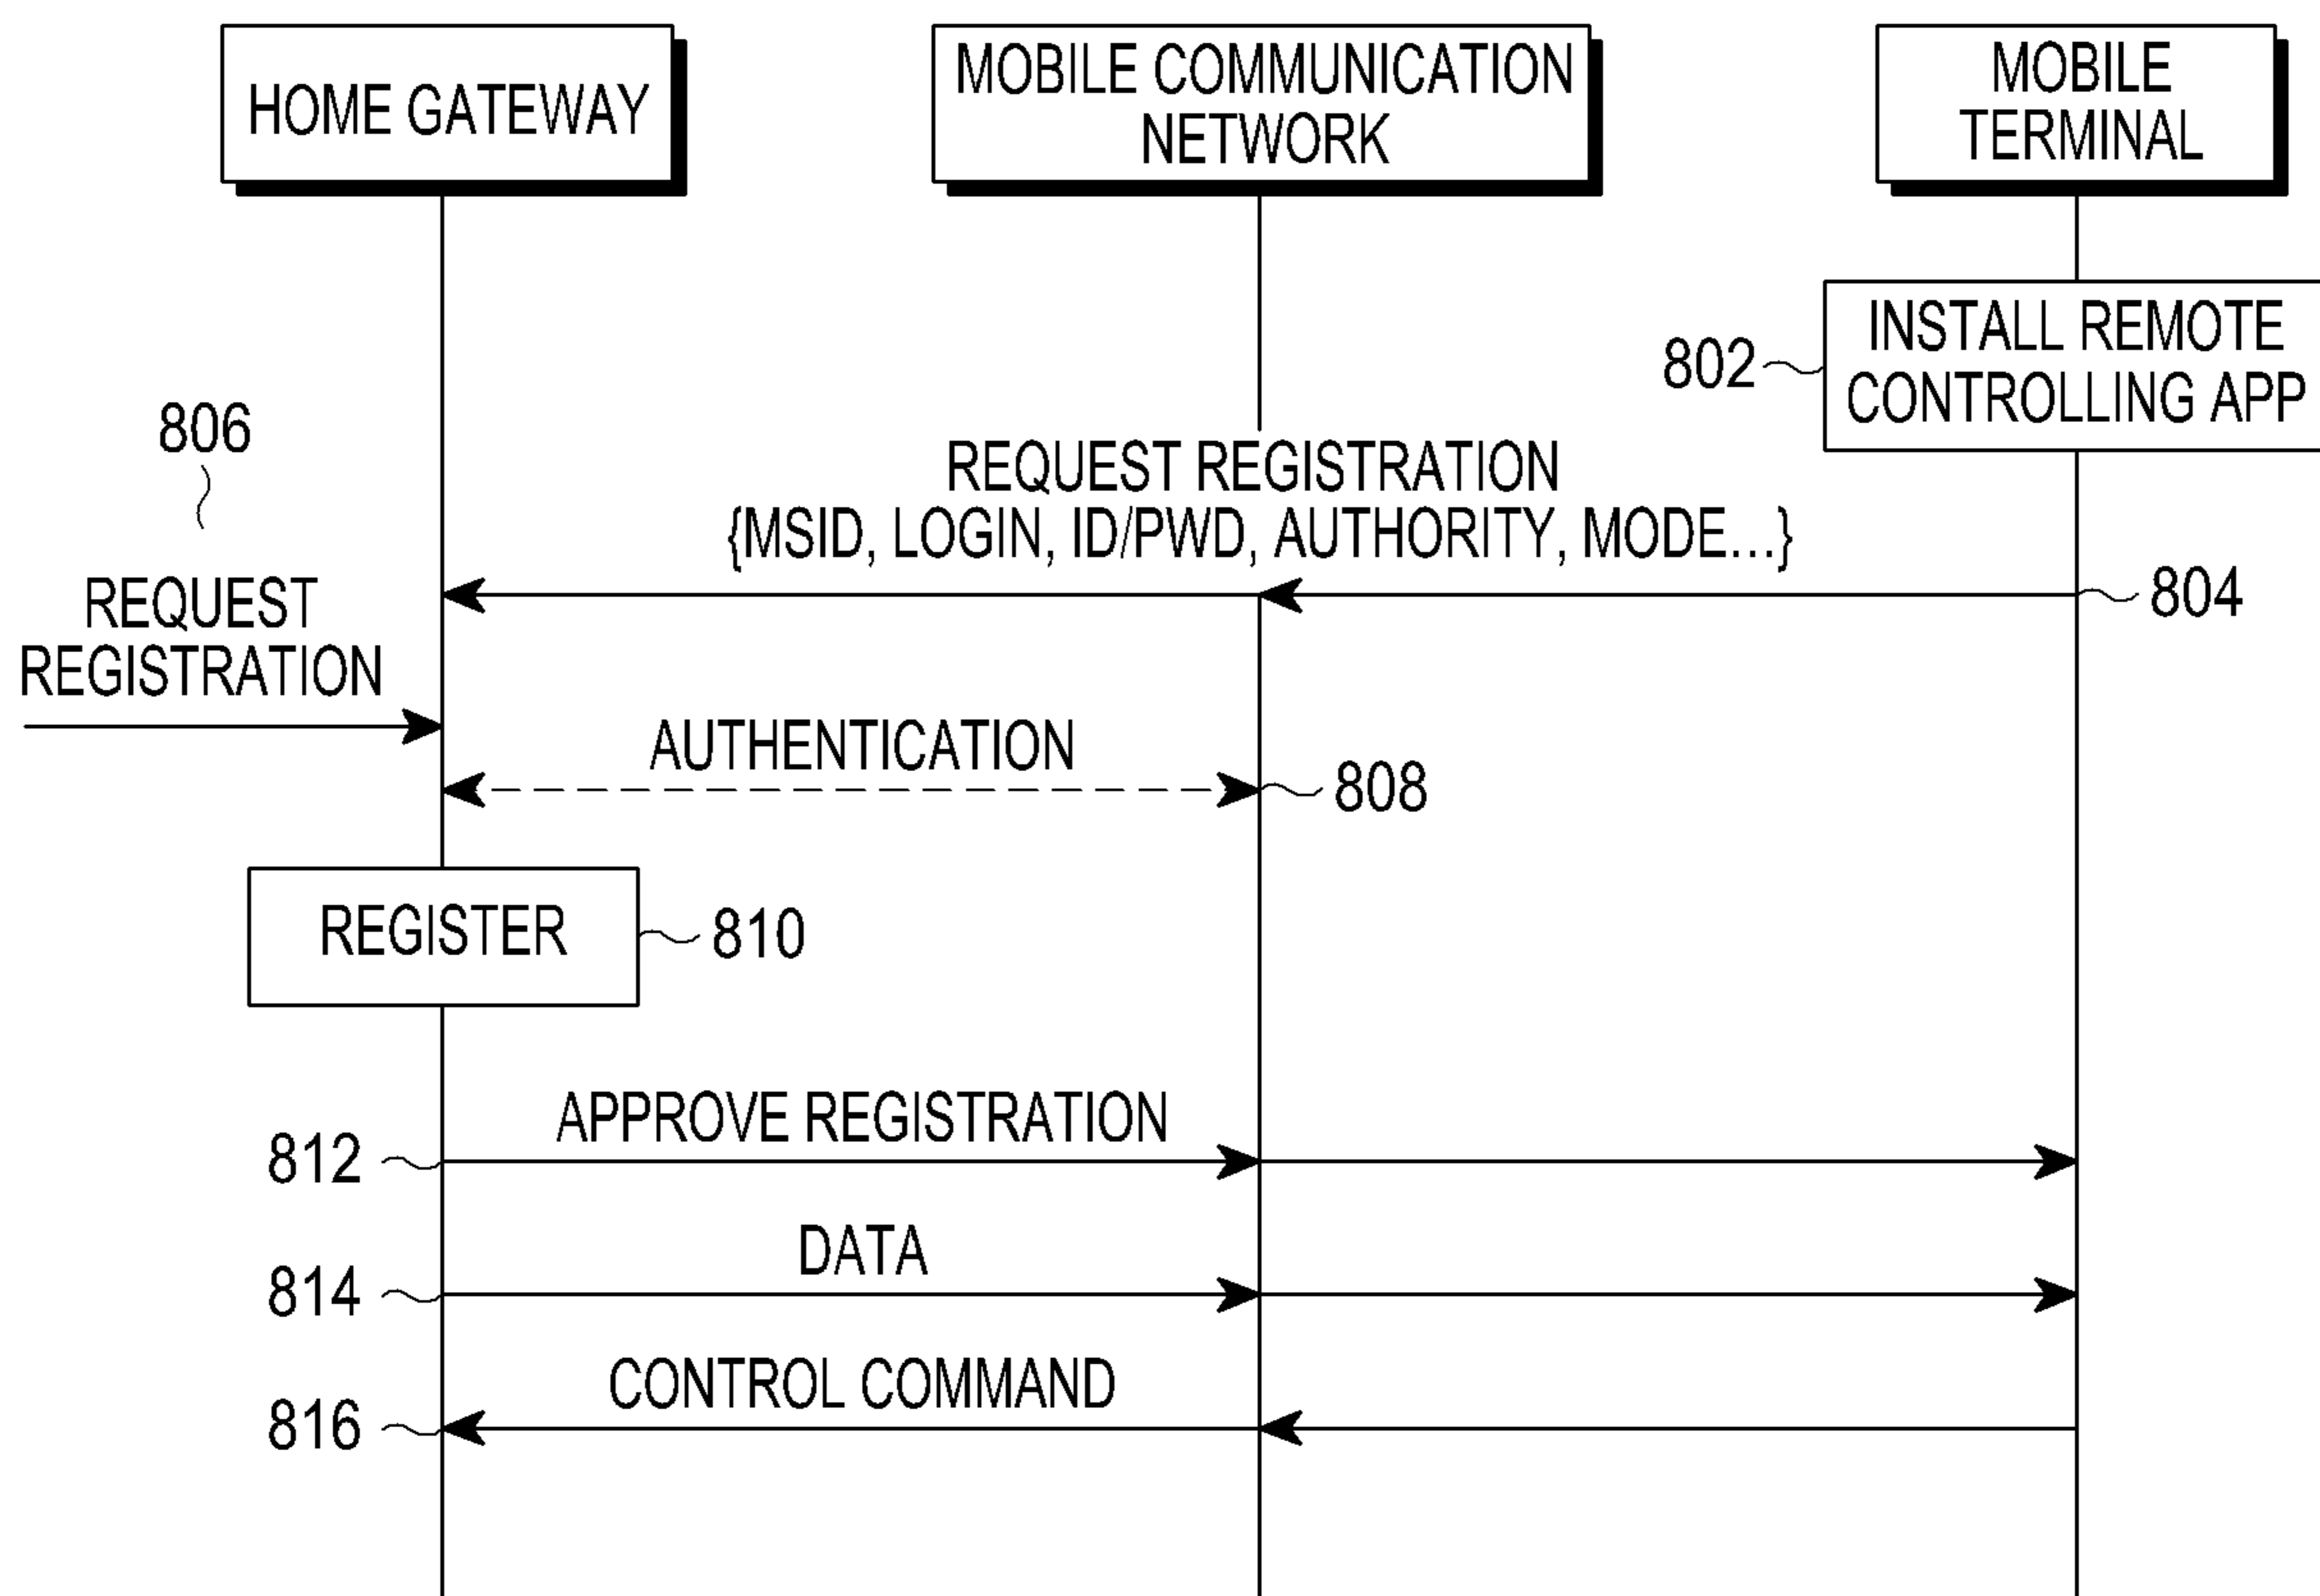 HOME GATEWAY
MOBILE COMMUNICATION
NETWORK
MOBILE
TERMINAL
INSTALL REMOTE
CONTROLLING APP
802
806
REQUEST REGISTRATION
{MSID, LOGIN, ID/PWD, AUTHORITY, MODE...}
804
REQUEST
REGISTRATION
AUTHENTICATION
808
REGISTER
810
APPROVE REGISTRATION
812
DATA
814
CONTROL COMMAND
816